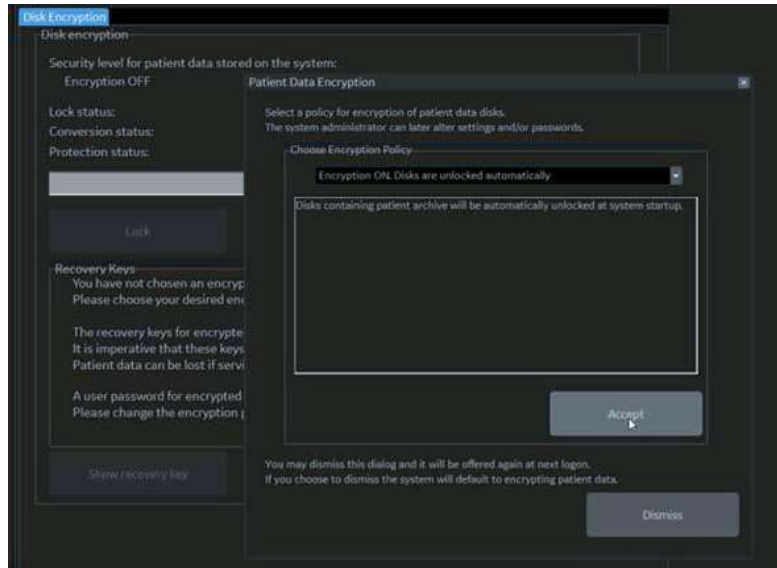 Disk Encryption
Disk encryption
Security level for patient data stored on the system:
Encryption OFF
Lock status:
Conversion status:
Protection status:
Lock
Recovery Keys
You have not chosen an encryp
Please choose your desired en
The recovery keys for encrypte
It is imperative that these keys
Patient data can be lost if servi
A user password for encrypted
Please change the encryption
Show recovery key
Patient Data Encryption
Select a policy for encryption of patient data disks.
The system administrator can later alter settings and/or passwords.
Choose Encryption Policy
Encryption ON. Disks are unlocked automatically
Disks containing patient archive will be automatically unlocked at system startup.
Accept
You may dismiss this dialog and it will be offered again at next logon.
If you choose to dismiss the system will default to encrypting patient data.
Dismiss